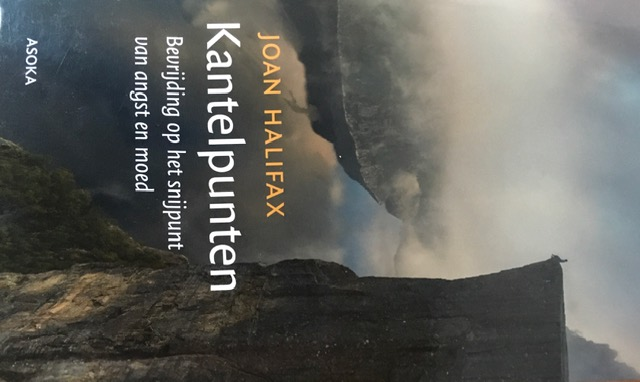 JOAN HALIFAX
Kantelpunten
Bevrijding op het snijpunt
van angst en moed
ASOKA